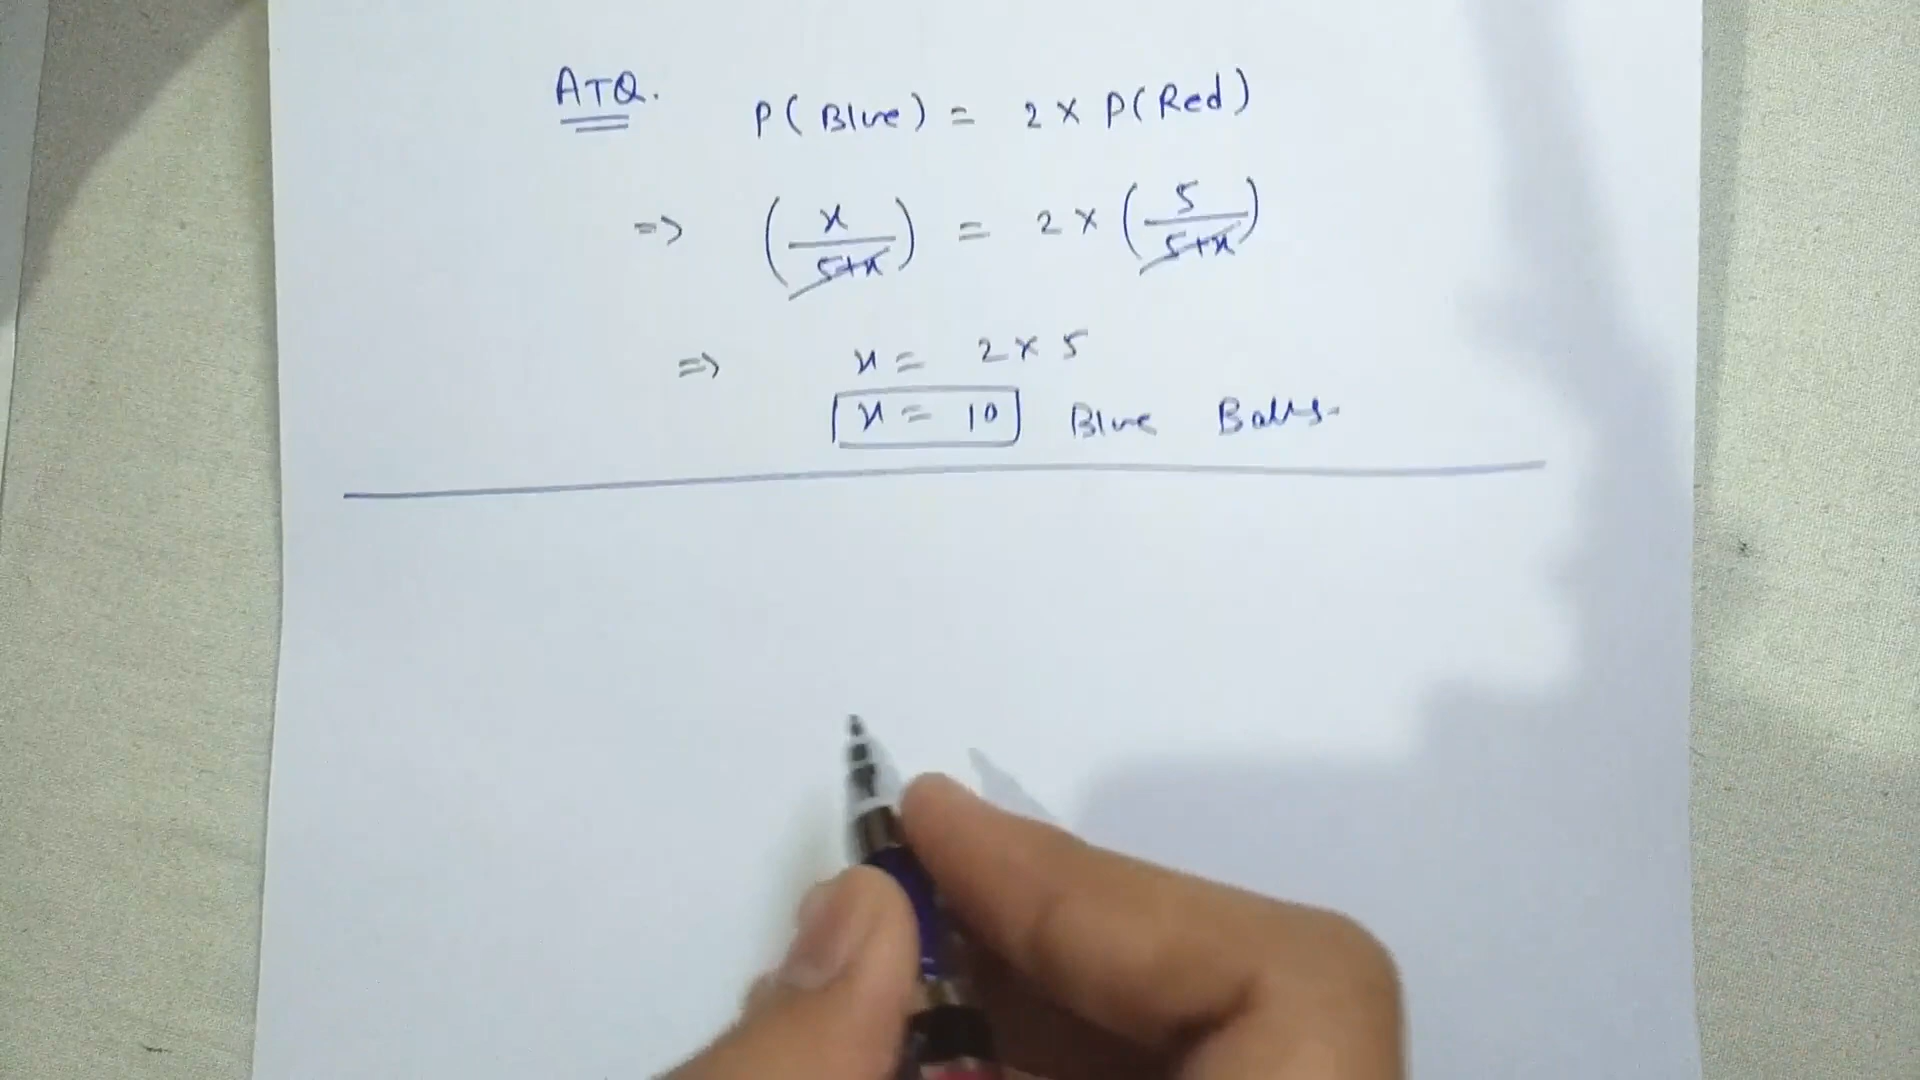 ATQ. P(Blue) = 2 × P(Red)
=> (x/5+x) = 2 × (5/5+x)
=> x = 2 × 5
x = 10 Blue Balls.